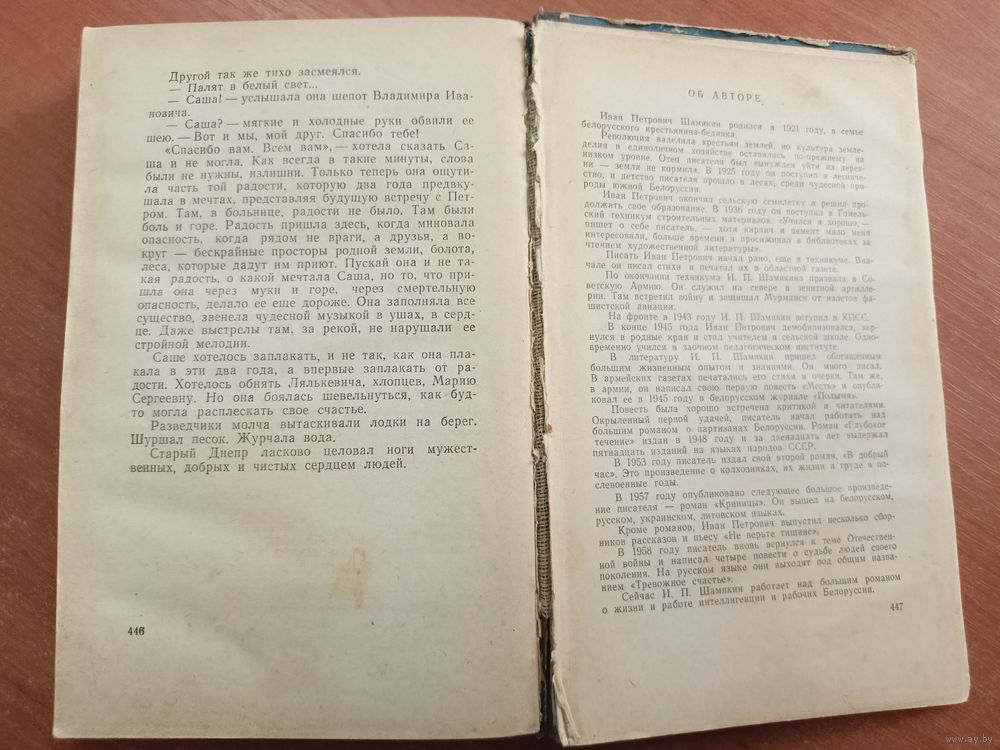 Другой так же тихо засмеялся.
— Палят в белый свет...
— Саша! — услышала она шепот Владимира Ива-
новича.
— Саша? — мягкие и холодные руки обвили ее
шею. — Вот и мы, мой друг. Спасибо тебе!
«Спасибо вам. Всем вам», — хотела сказать Са-
ша и не могла. Как всегда в такие минуты, слова
были не нужны, излишни. Только теперь она ощути-
ла часть той радости, которую два года предвку-
шала в мечтах, представляя будущую встречу с Пет-
ром. Там, в больнице, радости не было. Там были
боль и горе. Радость пришла здесь, когда миновала
опасность, когда рядом не враги, а друзья, а во-
круг — бескрайные просторы родной земли, болота,
леса, которые дадут им приют. Пускай она и не та-
кая радость, о какой мечтала Саша, но то, что при-
шла она через муки и горе, через смертельную
опасность, делало ее еще дороже. Она заполняла все
существо, звенела чудесной музыкой в ушах, в серд-
це. Даже выстрелы там, за рекой, не нарушали ее
стройной мелодии.
Саше хотелось заплакать, и не так, как она пла-
кала в эти два года, а впервые заплакать от ра-
дости. Хотелось обнять Лялькевича, хлопцев, Марию
Сергеевну. Но она боялась шевельнуться, как буд-
то могла расплескать свое счастье.
Разведчики молча вытаскивали лодки на берег.
Шуршал песок. Журчала вода.
Старый Днепр ласково целовал ноги мужест-
венных, добрых и чистых сердцем людей.
446
ОБ АВТОРЕ
Иван Петрович Шамякин родился в 1921 году, в семье
белорусского крестьянина-бедняка.
Революция наделила крестьян землей, но культура земле-
делия в единоличном хозяйстве оставалась по-прежнему на
низком уровне. Отец писателя был вынужден уйти из дерев-
ни — земля не кормила. В 1925 году он поступил в лесниче-
ство, и детство писателя прошло в лесах, среди чудесной при-
роды южной Белоруссии.
Иван Петрович окончил сельскую семилетку и решил про-
должать свое образование. В 1936 году он поступил в Гомель-
ский техникум строительных материалов. «Учился я хорошо, —
пишет о себе писатель, — хотя кирпич и цемент мало меня
интересовали, больше времени я просиживал в библиотеках за
чтением художественной литературы».
Писать Иван Петрович начал рано, еще в техникуме. Вна-
чале он писал стихи и печатал их в областной газете.
По окончании техникума И. П. Шамякина призвали в Со-
ветскую Армию. Он служил на севере в зенитной артилле-
рии. Там встретил войну и защищал Мурманск от налетов фа-
шистской авиации.
На фронте в 1943 году И. П. Шамякин вступил в КПСС.
В конце 1945 года Иван Петрович демобилизовался, вер-
нулся в родные края и стал учителем в сельской школе. Одно-
временно учился в заочном педагогическом институте.
В литературу И. П. Шамякин пришел обогащенным
большим жизненным опытом и знаниями. Он много писал.
В армейских газетах печатались его стихи и очерки. Там же,
в армии, он написал свою первую повесть «Месть» и опубли-
ковал ее в 1945 году в белорусском журнале «Полымя».
Повесть была хорошо встречена критикой и читателями.
Окрыленный первой удачей, писатель начал работать над
большим романом о партизанах Белоруссии. Роман «Глубокое
течение» издан в 1948 году и за двенадцать лет выдержал
пятнадцать изданий на языках народов СССР.
В 1953 году писатель издал свой второй роман, «В добрый
час». Это произведение о колхозниках, их жизни и труде в по-
слевоенные годы.
В 1957 году опубликовано следующее большое произведе-
ние писателя — роман «Криницы». Он вышел на белорусском,
русском, украинском, литовском языках.
Кроме романов, Иван Петрович выпустил несколько сбор-
ников рассказов и пьесу «Не верьте тишине».
В 1958 году писатель вновь вернулся к теме Отечествен-
ной войны и написал четыре повести о судьбе людей своего
поколения. На русском языке они выходят под общим назва-
нием «Тревожное счастье».
Сейчас И. П. Шамякин работает над большим романом
о жизни и работе интеллигенции и рабочих Белоруссии.
447
www.ay.by